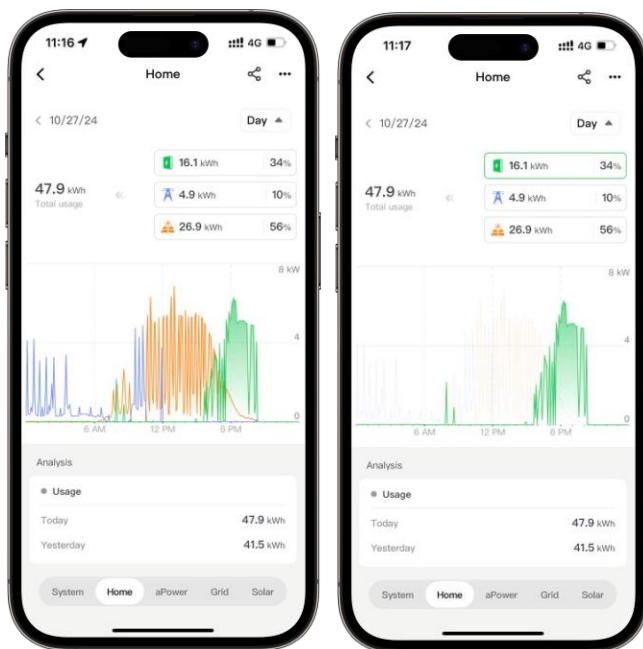 11:16 4G
Home
10/27/24 Day
16.1 kWh 34%
47.9 kWh 4.9 kWh 10%
Total usage
26.9 kWh 56%
8 kW
4
0
6 AM 12 PM 6 PM
Analysis
Usage
Today 47.9 kWh
Yesterday 41.5 kWh
System Home aPower Grid Solar
11:17 4G
Home
10/27/24 Day
16.1 kWh 34%
47.9 kWh 4.9 kWh 10%
Total usage
26.9 kWh 56%
8 kW
4
0
6 AM 12 PM 6 PM
Analysis
Usage
Today 47.9 kWh
Yesterday 41.5 kWh
System Home aPower Grid Solar